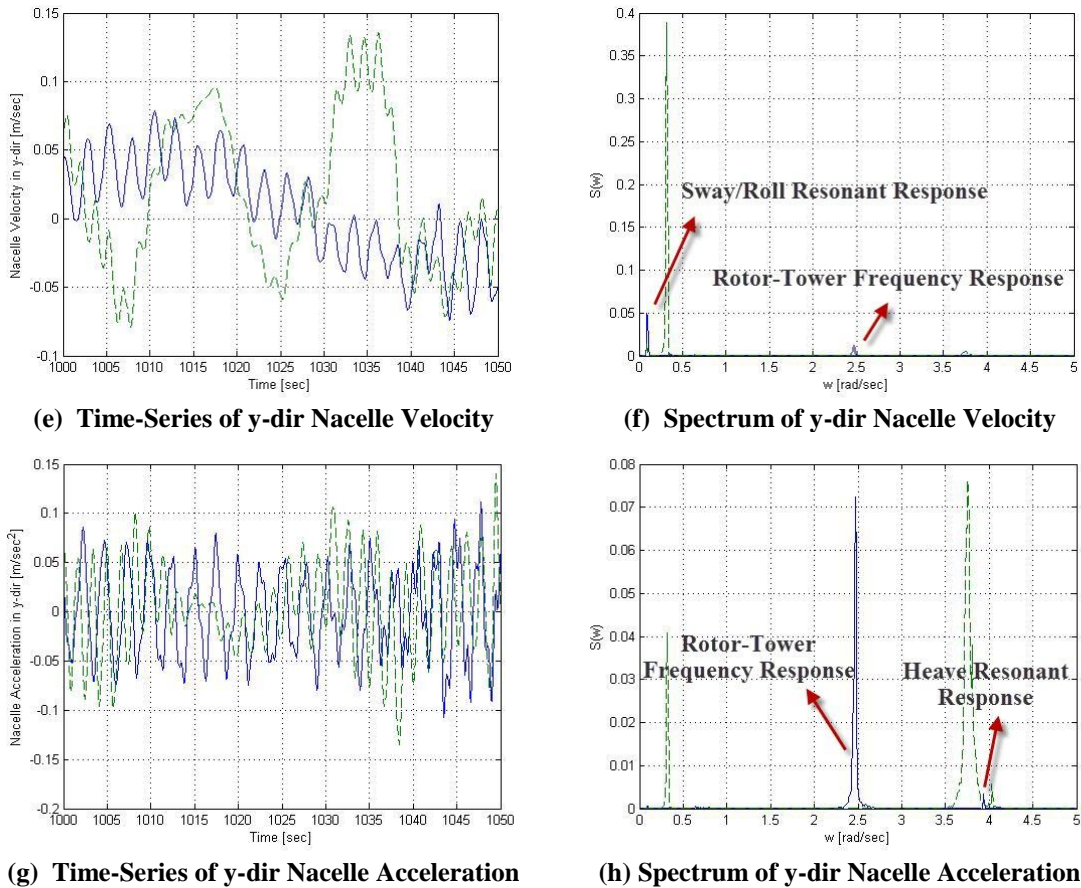 0.15
0.1
0.05
0
-0.05
-0.1
1000 1005 1010 1015 1020 1025 1030 1035 1040 1045 1050
Time [sec]
Nacelle Velocity in y-dir [m/sec]
(e) Time-Series of y-dir Nacelle Velocity
0.4
0.35
0.3
0.25
0.2
0.15
0.1
0.05
0
0 0.5 1 1.5 2 2.5 3 3.5 4 4.5 5
w [rad/sec]
S(w)
Sway/Roll Resonant Response
Rotor-Tower Frequency Response
(f) Spectrum of y-dir Nacelle Velocity
0.15
0.1
0.05
0
-0.05
-0.1
-0.15
-0.2
1000 1005 1010 1015 1020 1025 1030 1035 1040 1045 1050
Time [sec]
Nacelle Acceleration in y-dir [m/sec2]
(g) Time-Series of y-dir Nacelle Acceleration
0.08
0.07
0.06
0.05
0.04
0.03
0.02
0.01
0
0 0.5 1 1.5 2 2.5 3 3.5 4 4.5 5
w [rad/sec]
S(w)
Rotor-Tower
Frequency Response
Heave Resonant
Response
(h) Spectrum of y-dir Nacelle Acceleration